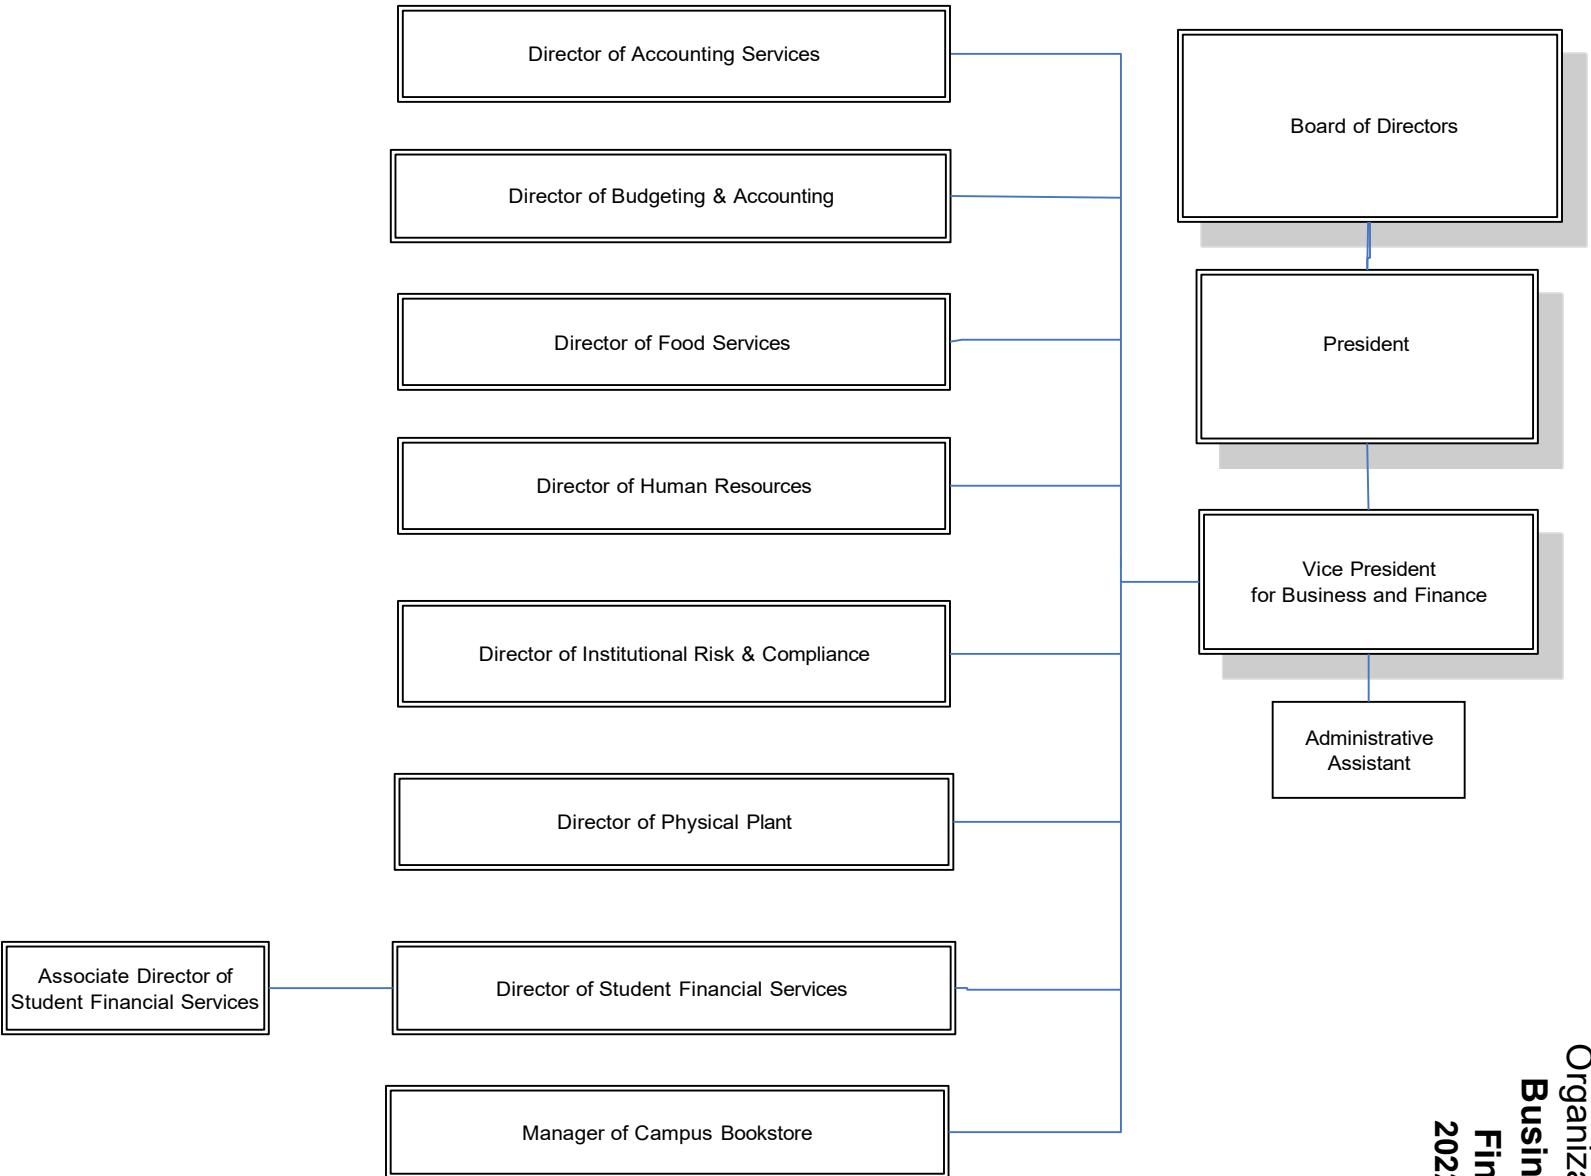 Director of Accounting Services
Board of Directors
Director of Budgeting & Accounting
Director of Food Services
President
Director of Human Resources
Vice President
for Business and Finance
Director of Institutional Risk & Compliance
Administrative
Assistant
Director of Physical Plant
Associate Director of
Student Financial Services
Director of Student Financial Services
Manager of Campus Bookstore